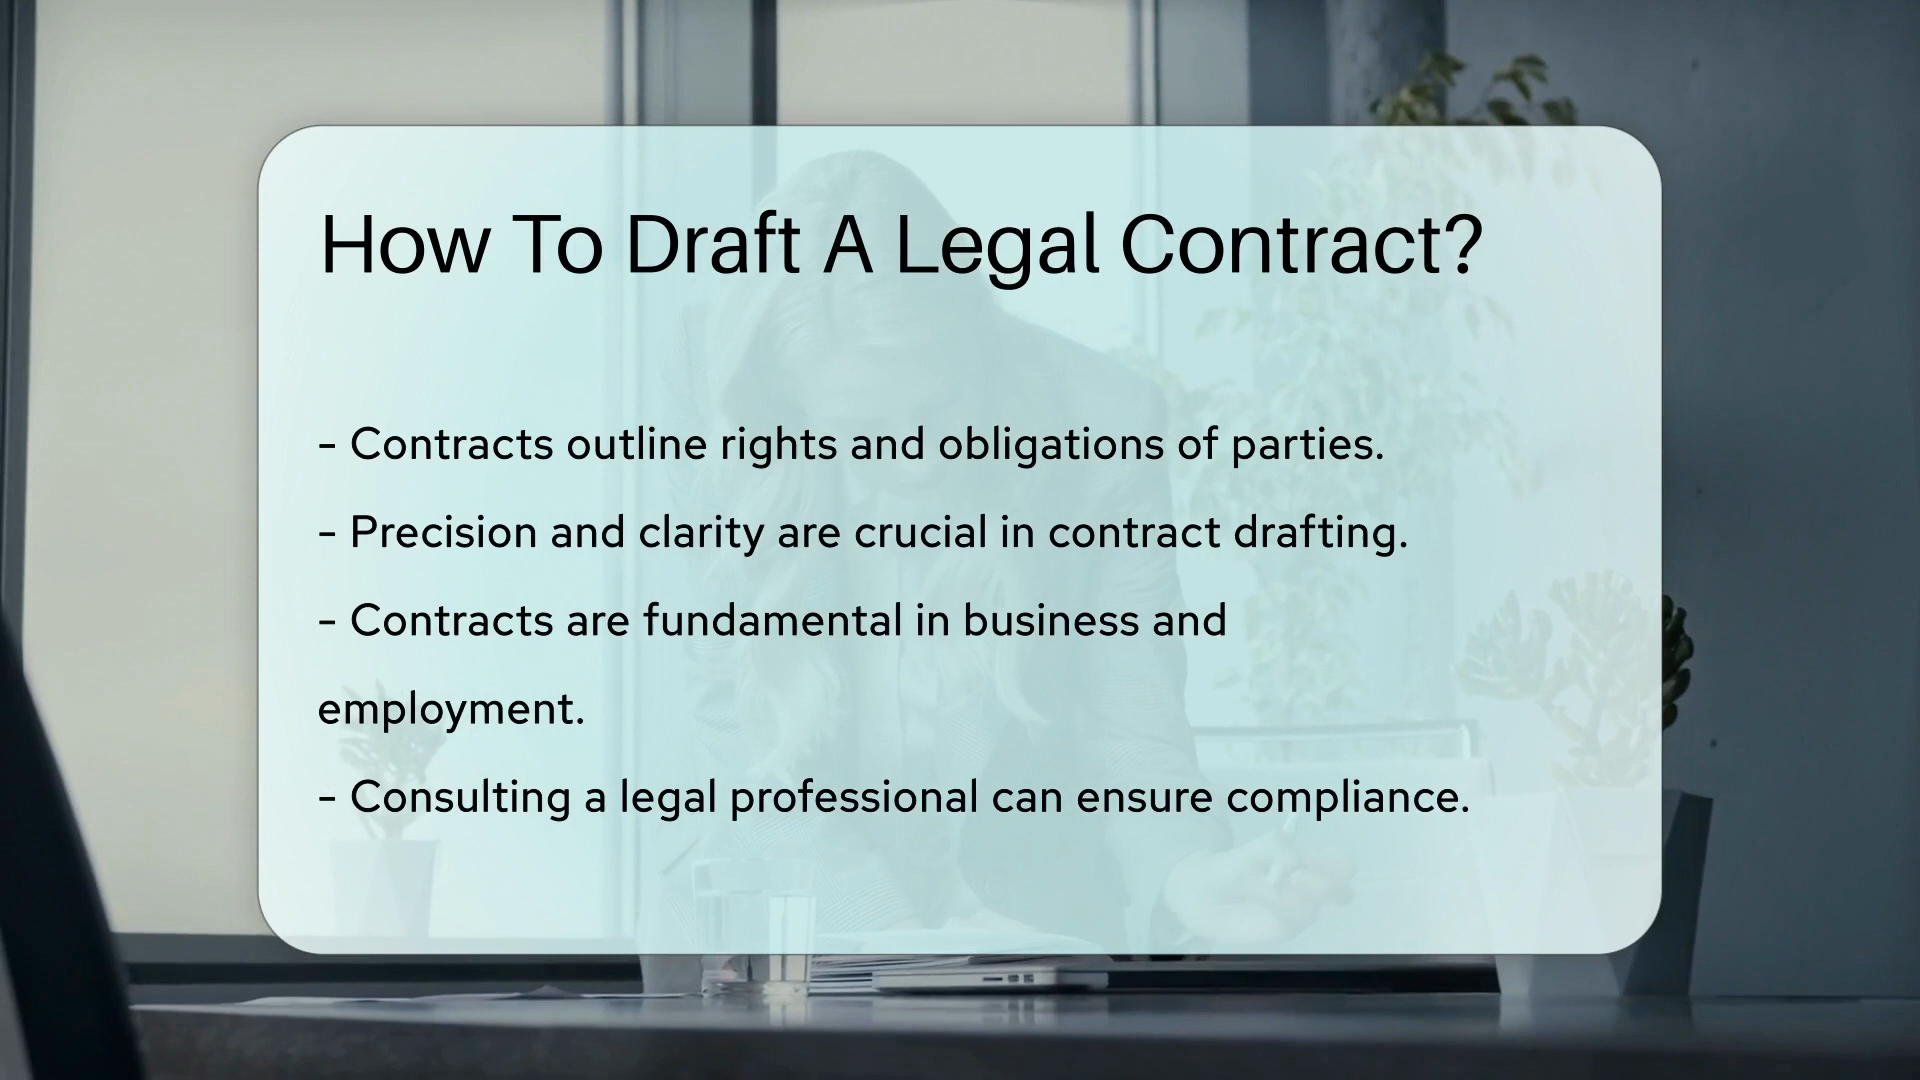 How To Draft A Legal Contract?
- Contracts outline rights and obligations of parties.
- Precision and clarity are crucial in contract drafting.
- Contracts are fundamental in business and
employment.
- Consulting a legal professional can ensure compliance.